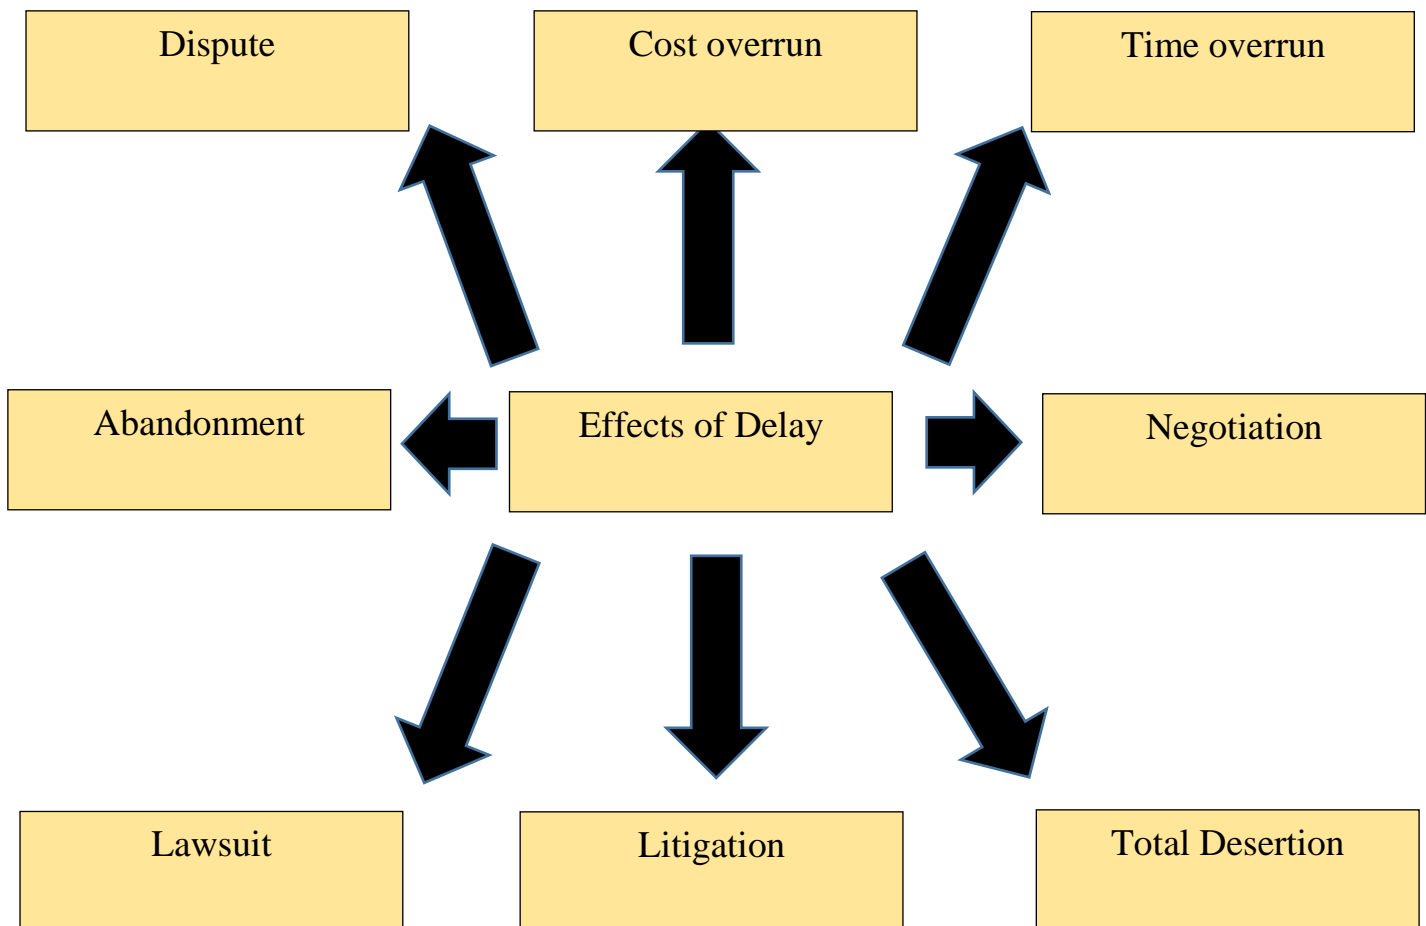 Dispute
Cost overrun
Time overrun
Abandonment
Effects of Delay
Negotiation
Lawsuit
Litigation
Total Desertion